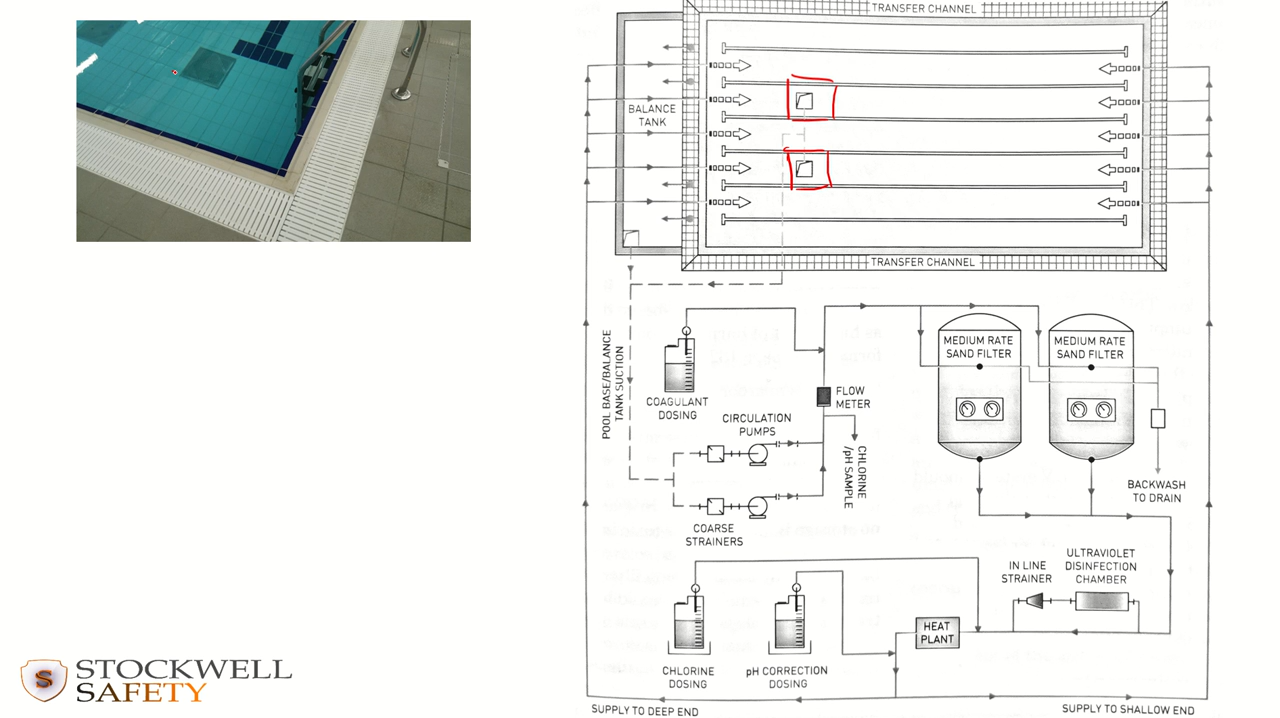 TRANSFER CHANNEL
BALANCE
TANK
TRANSFER CHANNEL
POOL BASE/BALANCE
TANK SUCTION
COAGULANT
DOSING
FLOW
METER
CIRCULATION
PUMPS
CHLORINE
/pH SAMPLE
COARSE
STRAINERS
MEDIUM RATE
SAND FILTER
MEDIUM RATE
SAND FILTER
BACKWASH
TO DRAIN
IN LINE
STRAINER
ULTRAVIOLET
DISINFECTION
CHAMBER
HEAT
PLANT
CHLORINE
DOSING
pH CORRECTION
DOSING
SUPPLY TO DEEP END
SUPPLY TO SHALLOW END
S
STOCKWELL
SAFETY